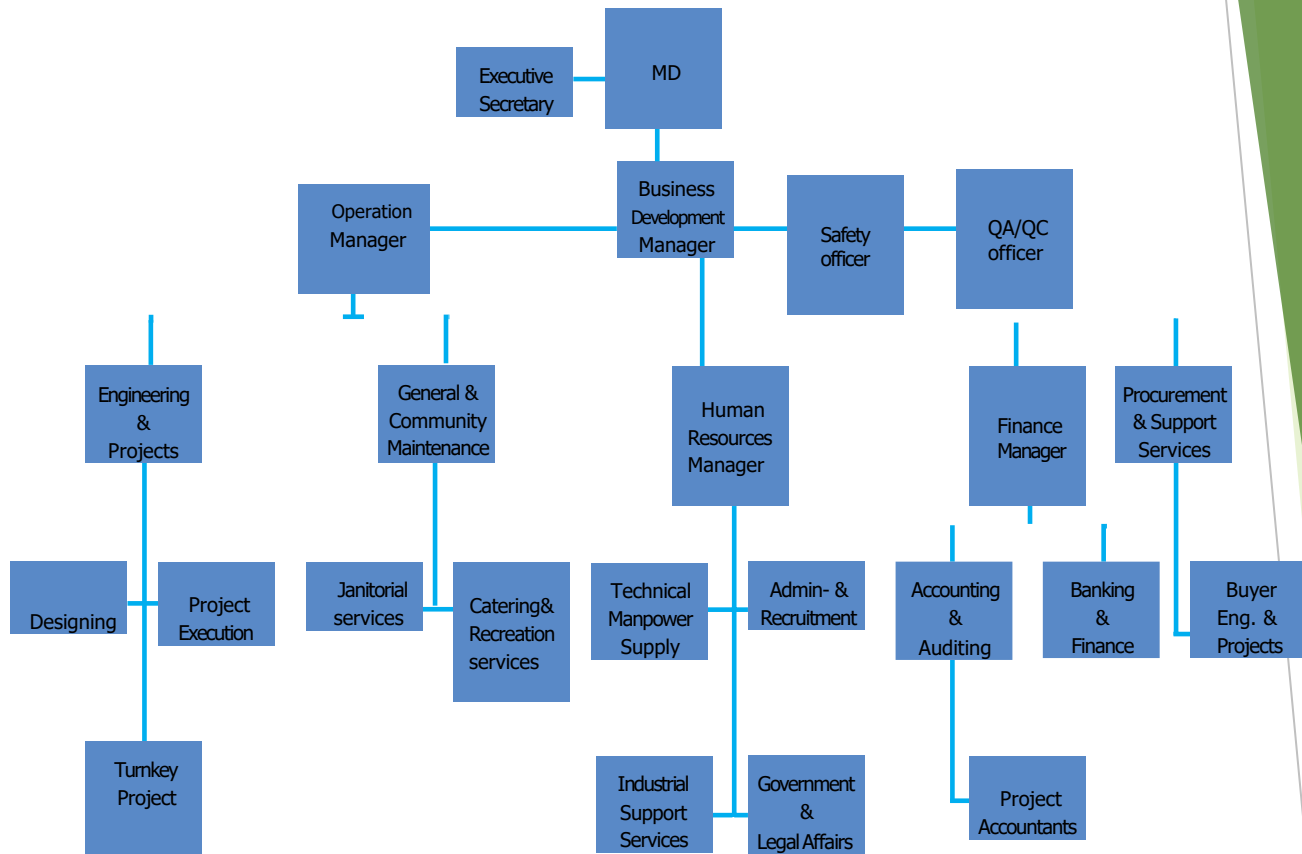 MD
Executive
Secretary
Operation
Manager
Business
Development
Manager
Safety
officer
QA/QC
officer
Engineering
&
Projects
General &
Community
Maintenance
Human
Resources
Manager
Finance
Manager
Procurement
& Support
Services
Designing
Project
Execution
Janitorial
services
Catering&
Recreation
services
Technical
Manpower
Supply
Admin- &
Recruitment
Accounting
&
Auditing
Banking
&
Finance
Buyer
Eng. &
Projects
Turnkey
Project
Industrial
Support
Services
Government
&
Legal Affairs
Project
Accountants